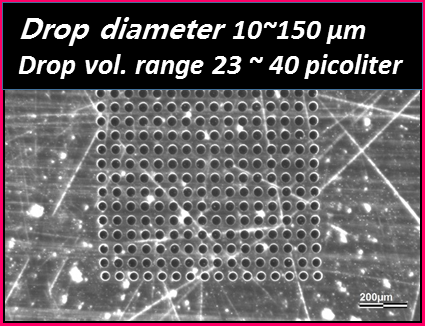 Drop diameter 10~150 µm
Drop vol. range 23 ~ 40 picoliter
200µm